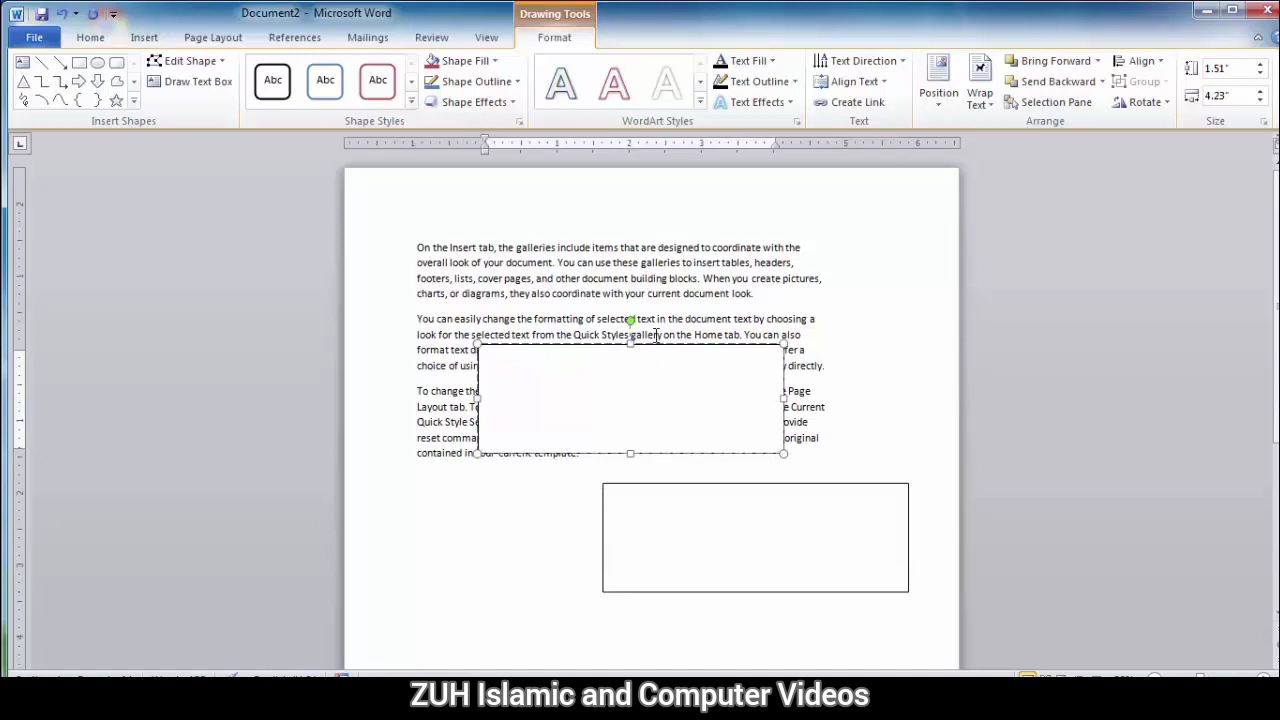 Document2 - Microsoft Word
Drawing Tools
File Home Insert Page Layout References Mailings Review View Format
Edit Shape
Draw Text Box
Insert Shapes
Abc Abc Abc
Shape Fill
Shape Outline
Shape Effects
Shape Styles
A A A
Text Fill
Text Outline
Text Effects
WordArt Styles
Text Direction
Align Text
Create Link
Text
Position
Wrap
Text
Bring Forward
Send Backward
Selection Pane
Align
Group
Rotate
Arrange
1.51"
4.23"
Size
1 1 2 3 5 6
On the Insert tab, the galleries include items that are designed to coordinate with the
overall look of your document. You can use these galleries to insert tables, headers,
footers, lists, cover pages, and other document building blocks. When you create pictures,
charts, or diagrams, they also coordinate with your current document look.
You can easily change the formatting of selected text in the document text by choosing a
look for the selected text from the Quick Styles gallery on the Home tab. You can also
format text
choice of directly.
To change the Page
Layout tab. Current
Quick Style
reset original
contained in
ZUH Islamic and Computer Videos